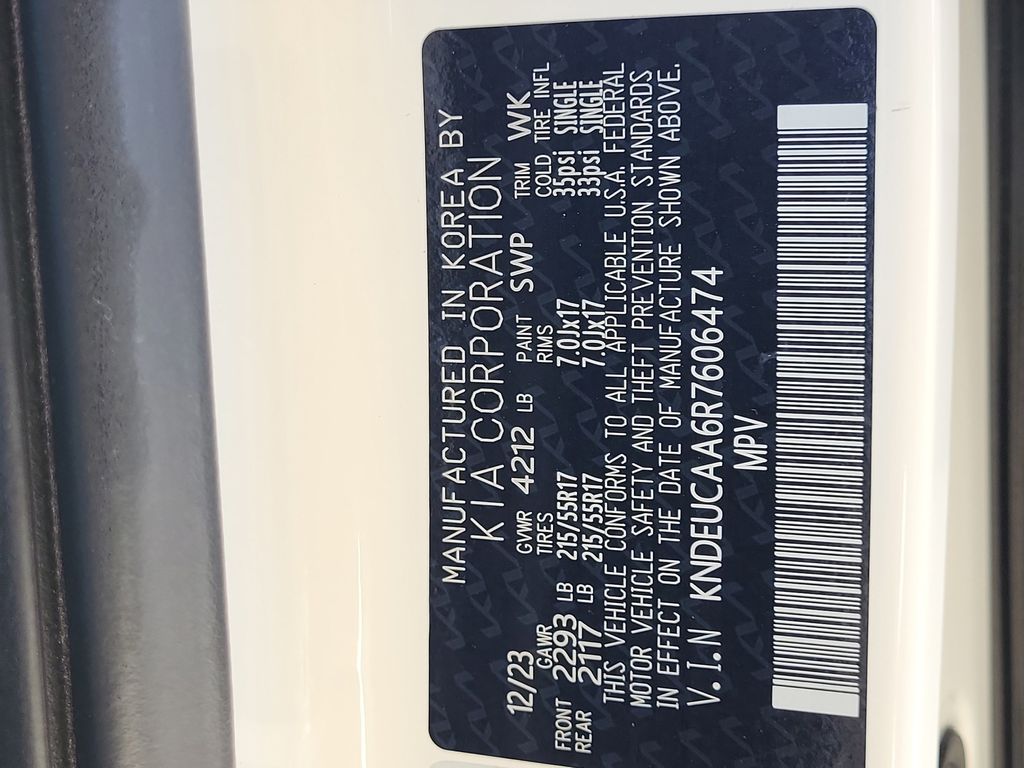 MANUFACTURED IN KOREA BY
KIA CORPORATION
12/23 GVWR 4212 LB PAINT SWP TRIM WK
GAWR TIRES RIMS COLD TIRE INFL
FRONT 2293 LB 215/55R17 7.0Jx17 35psi SINGLE
REAR 2117 LB 215/55R17 7.0Jx17 33psi SINGLE
THIS VEHICLE CONFORMS TO ALL APPLICABLE U.S.A. FEDERAL
MOTOR VEHICLE SAFETY AND THEFT PREVENTION STANDARDS
IN EFFECT ON THE DATE OF MANUFACTURE SHOWN ABOVE.
V.I.N KNDEUCAA6R7606474
MPV